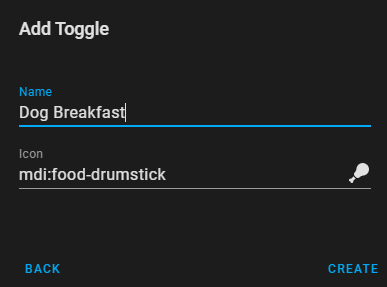 Add Toggle
Name
Dog Breakfast
Icon
mdi:food-drumstick
BACK CREATE